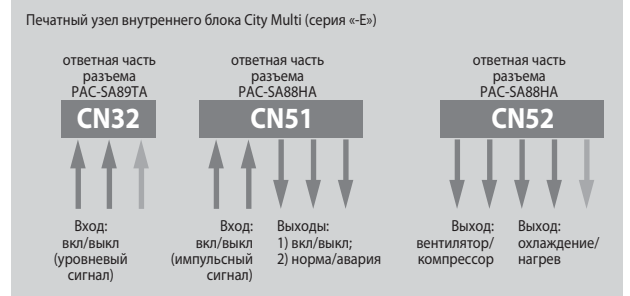 Печатный узел внутреннего блока City Multi (серия «-Е»)
ответная часть
разъема
PAC-SA89TA
CN32
Вход:
вкл/выкл
(уровневый
сигнал)
ответная часть
разъема
PAC-SA88HA
CN51
Вход:
вкл/выкл
(импульсный
сигнал)
Выходы:
1) вкл/выкл;
2) норма/авария
ответная часть
разъема
PAC-SA88HA
CN52
Выход:
вентилятор/
компрессор
Выход:
охлаждение/
нагрев